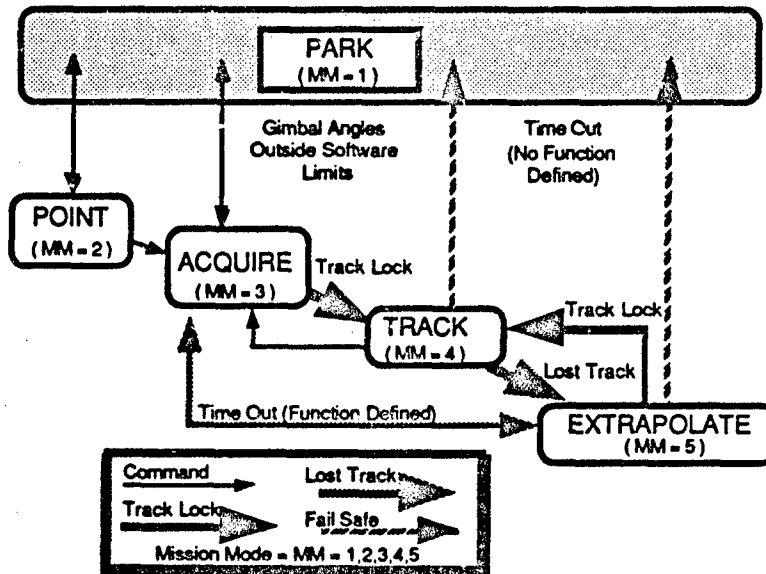 PARK
(MM = 1)
Gimbal Angles
Outside Software
Limits
Time Cut
(No Function
Defined)
POINT
(MM = 2)
ACQUIRE
(MM = 3)
Track Lock
TRACK
(MM = 4)
Track Lock
Lost Track
Time Out (Function Defined)
EXTRAPOLATE
(MM = 5)
Command
Lost Track
Track Lock
Fail Safe
Mission Mode = MM = 1,2,3,4,5